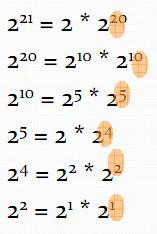 2²¹ = 2 * 2²⁰
2²⁰ = 2¹⁰ * 2¹⁰
2¹⁰ = 2⁵ * 2⁵
2⁵ = 2 * 2⁴
2⁴ = 2² * 2²
2² = 2¹ * 2¹